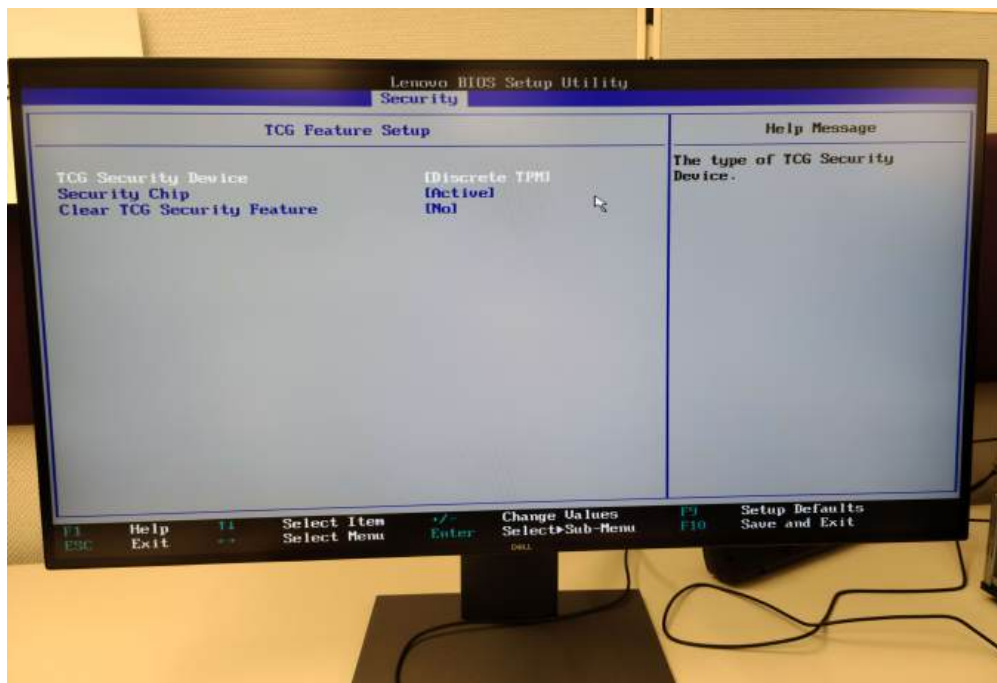 Lenovo BIOS Setup Utility
Security
TCG Feature Setup
Help Message
TCG Security Device [Discrete TPM]
Security Chip [Active]
Clear TCG Security Feature [No]
The type of TCG Security
Device.
F1 Help ↑↓ Select Item +/- Change Values F9 Setup Defaults
ESC Exit ←→ Select Menu Enter Select▶Sub-Menu F10 Save and Exit
DELL